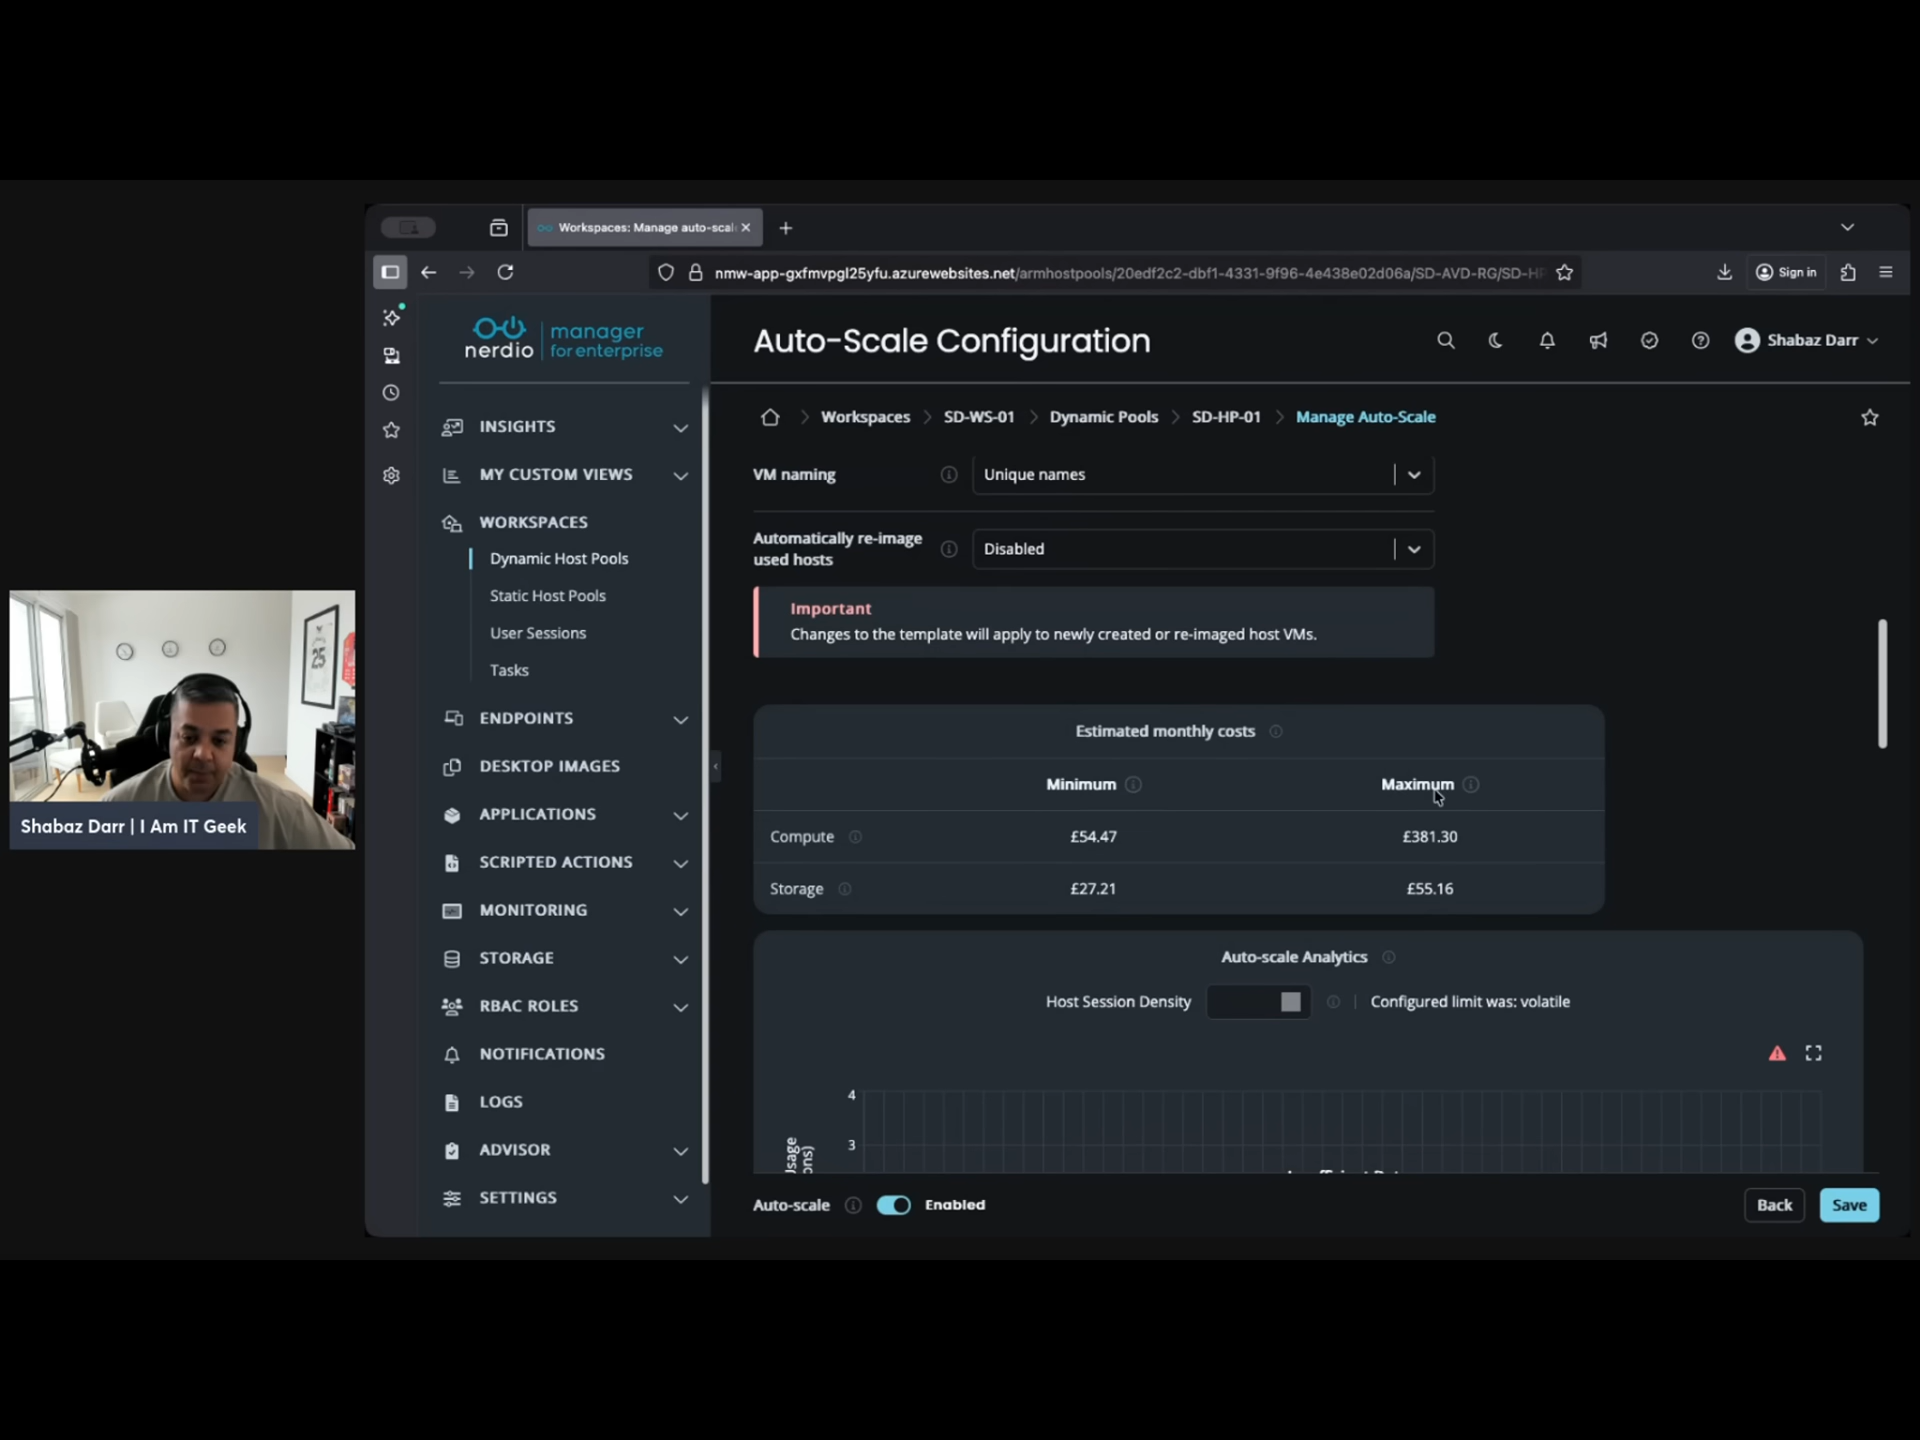 Workspaces: Manage auto-scal
nmw-app-gxfmvpgl25yfu.azurewebsites.net/armhostpools/20edf2c2-dbf1-4331-9f96-4e438e02d06a/SD-AVD-RG/SD-HP
Sign in
nerdio manager for enterprise
Auto-Scale Configuration
Shabaz Darr
INSIGHTS
MY CUSTOM VIEWS
WORKSPACES
Dynamic Host Pools
Static Host Pools
User Sessions
Tasks
ENDPOINTS
DESKTOP IMAGES
APPLICATIONS
SCRIPTED ACTIONS
MONITORING
STORAGE
RBAC ROLES
NOTIFICATIONS
LOGS
ADVISOR
SETTINGS
Workspaces > SD-WS-01 > Dynamic Pools > SD-HP-01 > Manage Auto-Scale
VM naming Unique names
Automatically re-image
used hosts Disabled
Important
Changes to the template will apply to newly created or re-imaged host VMs.
Estimated monthly costs
Minimum Maximum
Compute £54.47 £381.30
Storage £27.21 £55.16
Auto-scale Analytics
Host Session Density | Configured limit was: volatile
4
3
Auto-scale Enabled
Back Save
25
Shabaz Darr | I Am IT Geek